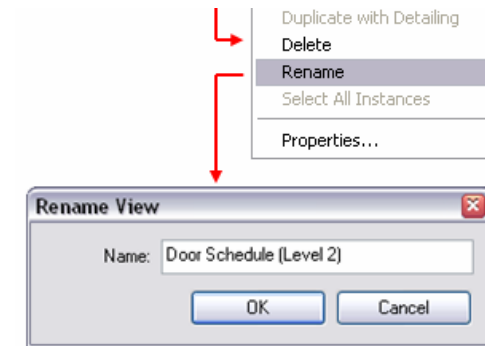 Duplicate with Detailing
Delete
Rename
Select All Instances
Properties...
Rename View
Name: Door Schedule (Level 2)
OK Cancel